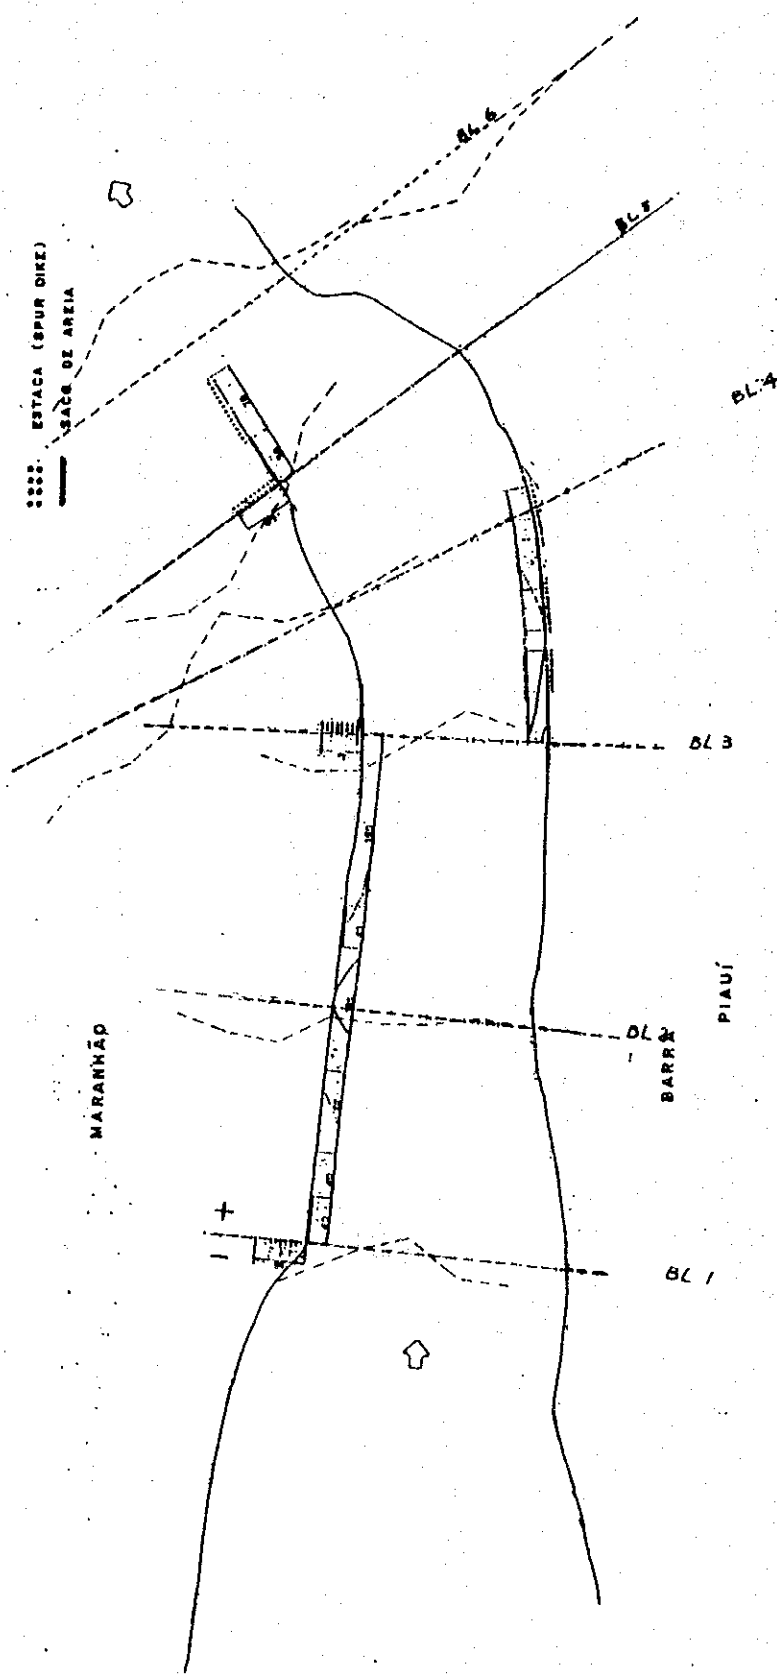 BL.6
BL.5
ESTACA (SPUR DIKE)
SACO DE AREIA
BL.4
BL 3
PIAUÍ
BL 2
BARRA
MARANHÃO
+
-
BL 1